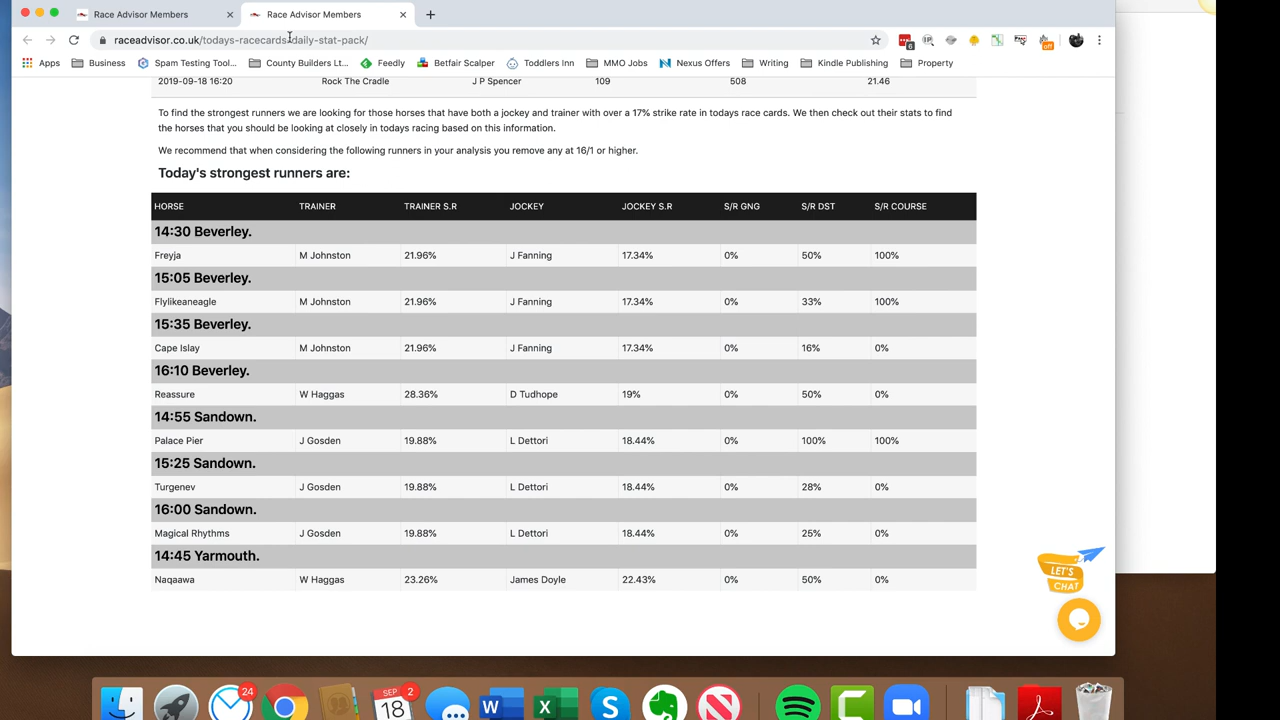 Race Advisor Members
Race Advisor Members
raceadvisor.co.uk/todays-racecards-daily-stat-pack/
6
off
Apps Business Spam Testing Tool... County Builders Lt... Feedly Betfair Scalper Toddlers Inn MMO Jobs Nexus Offers Writing Kindle Publishing Property
2019-09-18 16:20 Rock The Cradle J P Spencer 109 508 21.46
To find the strongest runners we are looking for those horses that have both a jockey and trainer with over a 17% strike rate in todays race cards. We then check out their stats to find
the horses that you should be looking at closely in todays racing based on this information.
We recommend that when considering the following runners in your analysis you remove any at 16/1 or higher.
Today's strongest runners are:
HORSE TRAINER TRAINER S.R JOCKEY JOCKEY S.R S/R GNG S/R DST S/R COURSE
14:30 Beverley.
Freyja M Johnston 21.96% J Fanning 17.34% 0% 50% 100%
15:05 Beverley.
Flylikeaneagle M Johnston 21.96% J Fanning 17.34% 0% 33% 100%
15:35 Beverley.
Cape Islay M Johnston 21.96% J Fanning 17.34% 0% 16% 0%
16:10 Beverley.
Reassure W Haggas 28.36% D Tudhope 19% 0% 50% 0%
14:55 Sandown.
Palace Pier J Gosden 19.88% L Dettori 18.44% 0% 100% 100%
15:25 Sandown.
Turgenev J Gosden 19.88% L Dettori 18.44% 0% 28% 0%
16:00 Sandown.
Magical Rhythms J Gosden 19.88% L Dettori 18.44% 0% 25% 0%
14:45 Yarmouth.
Naqaawa W Haggas 23.26% James Doyle 22.43% 0% 50% 0%
LET'S
CHAT
24
SEP
2
18
W
X
S